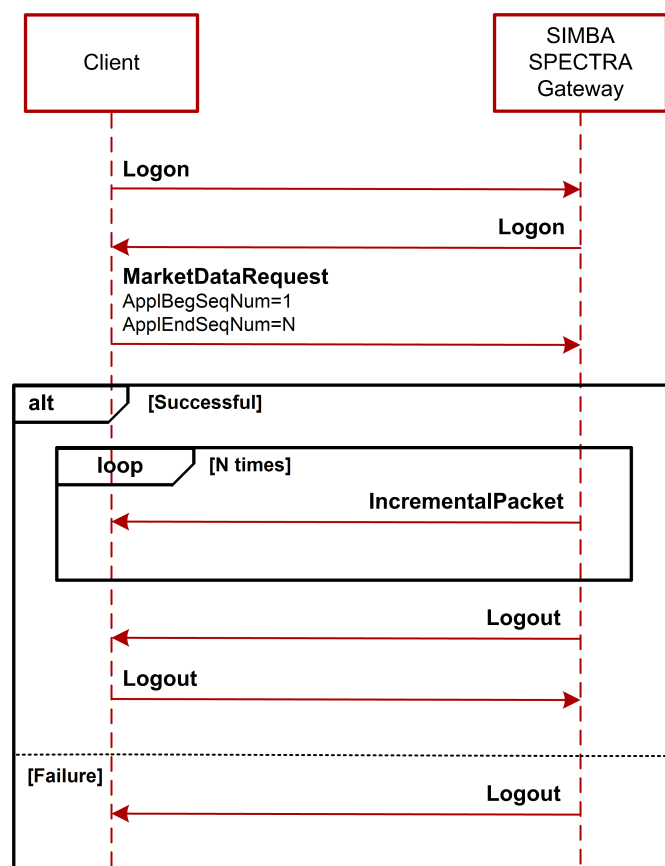 Client
SIMBA
SPECTRA
Gateway
Logon
Logon
MarketDataRequest
ApplBegSeqNum=1
ApplEndSeqNum=N
alt
[Successful]
loop
[N times]
IncrementalPacket
Logout
Logout
[Failure]
Logout